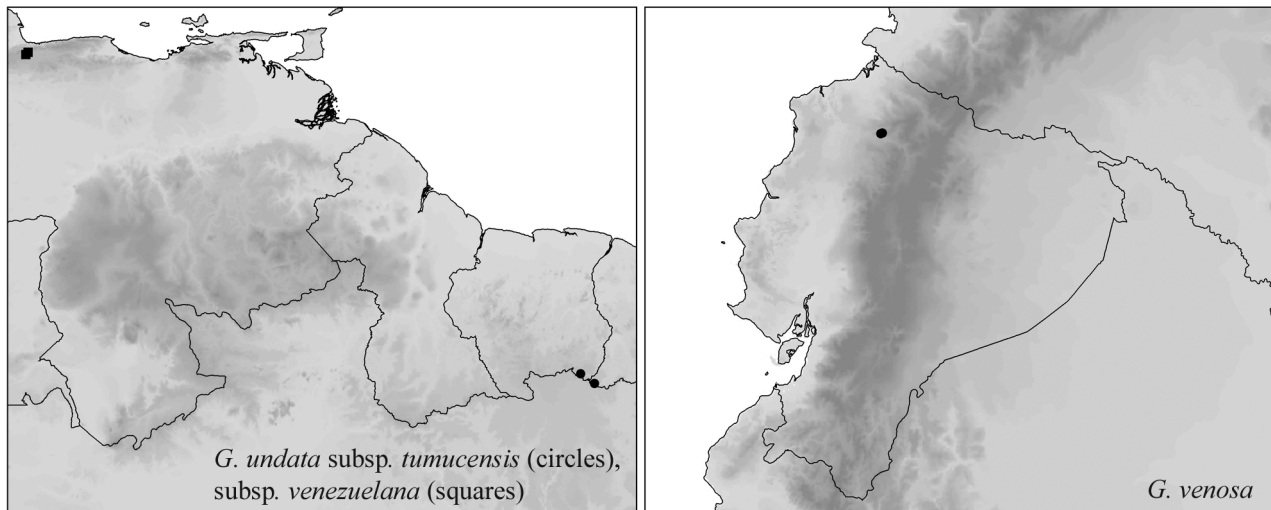 G. undata subsp. tumucensis (circles),
subsp. venezuelana (squares)
G. venosa